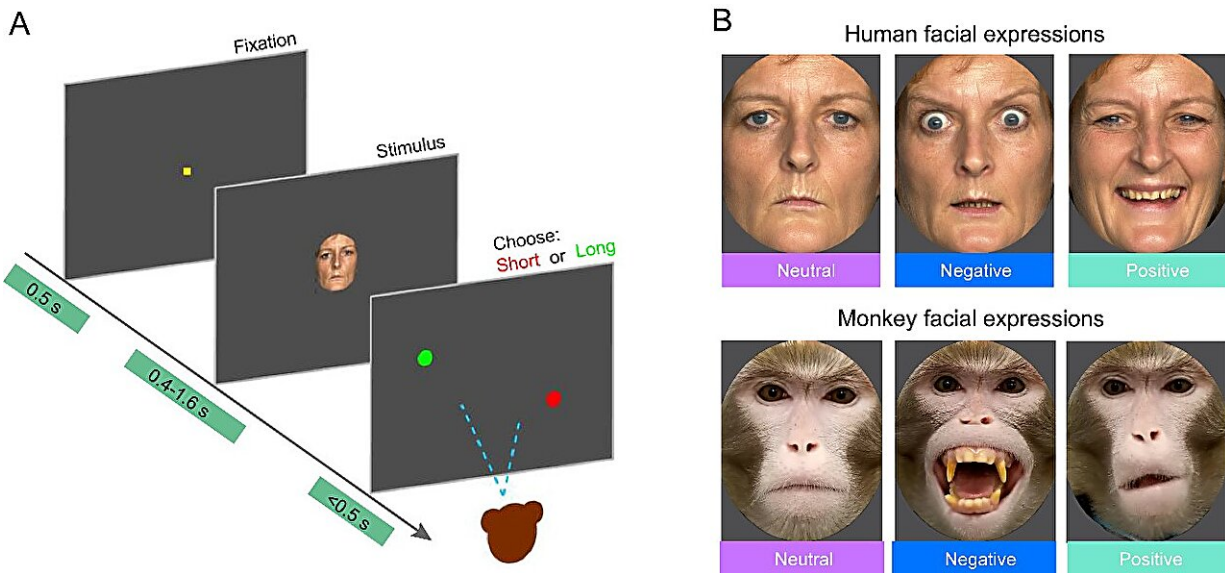 A
Fixation
Stimulus
Choose:
Short or Long
0.5 s
0.4-1.6 s
<0.5 s
B
Human facial expressions
Neutral
Negative
Positive
Monkey facial expressions
Neutral
Negative
Positive